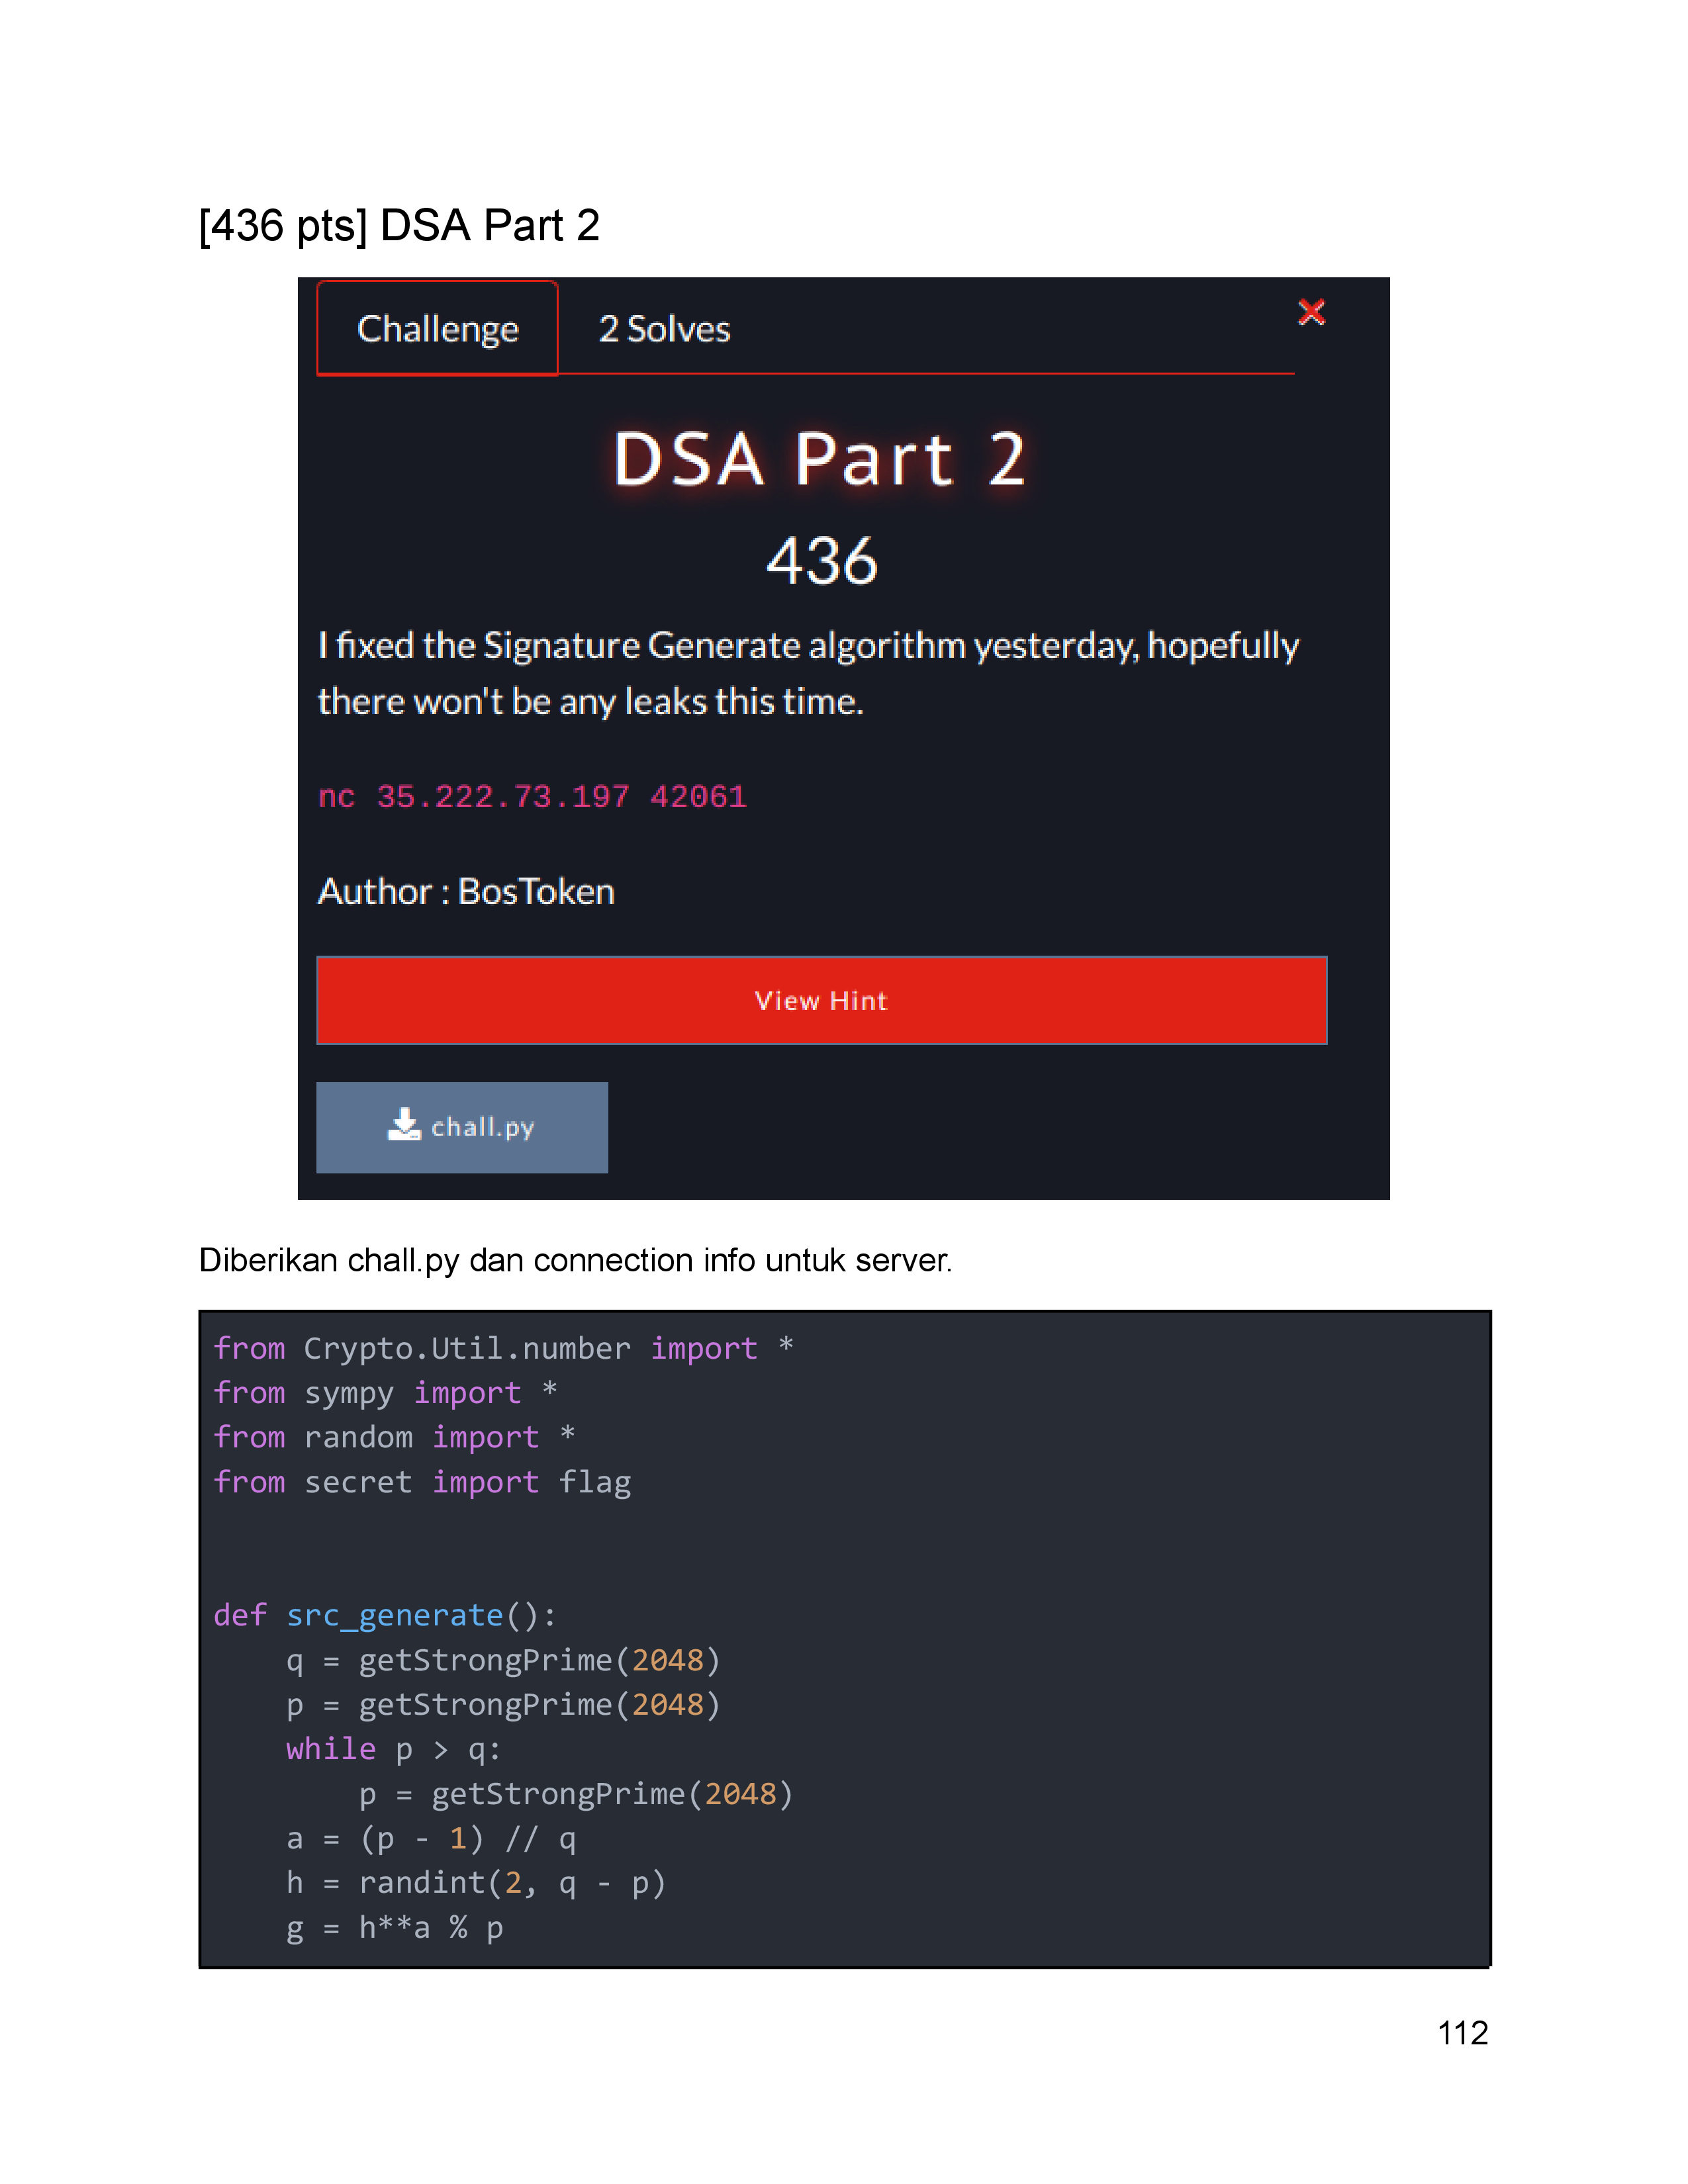 [436 pts] DSA Part 2
Challenge
2 Solves
DSA Part 2
436
I fixed the Signature Generate algorithm yesterday, hopefully
there won't be any leaks this time.
nc 35.222.73.197 42061
Author : BosToken
View Hint
chall.py
Diberikan chall.py dan connection info untuk server.
from Crypto.Util.number import *
from sympy import *
from random import *
from secret import flag
def src_generate():
    q = getStrongPrime(2048)
    p = getStrongPrime(2048)
    while p > q:
        p = getStrongPrime(2048)
    a = (p - 1) // q
    h = randint(2, q - p)
    g = h**a % p
112